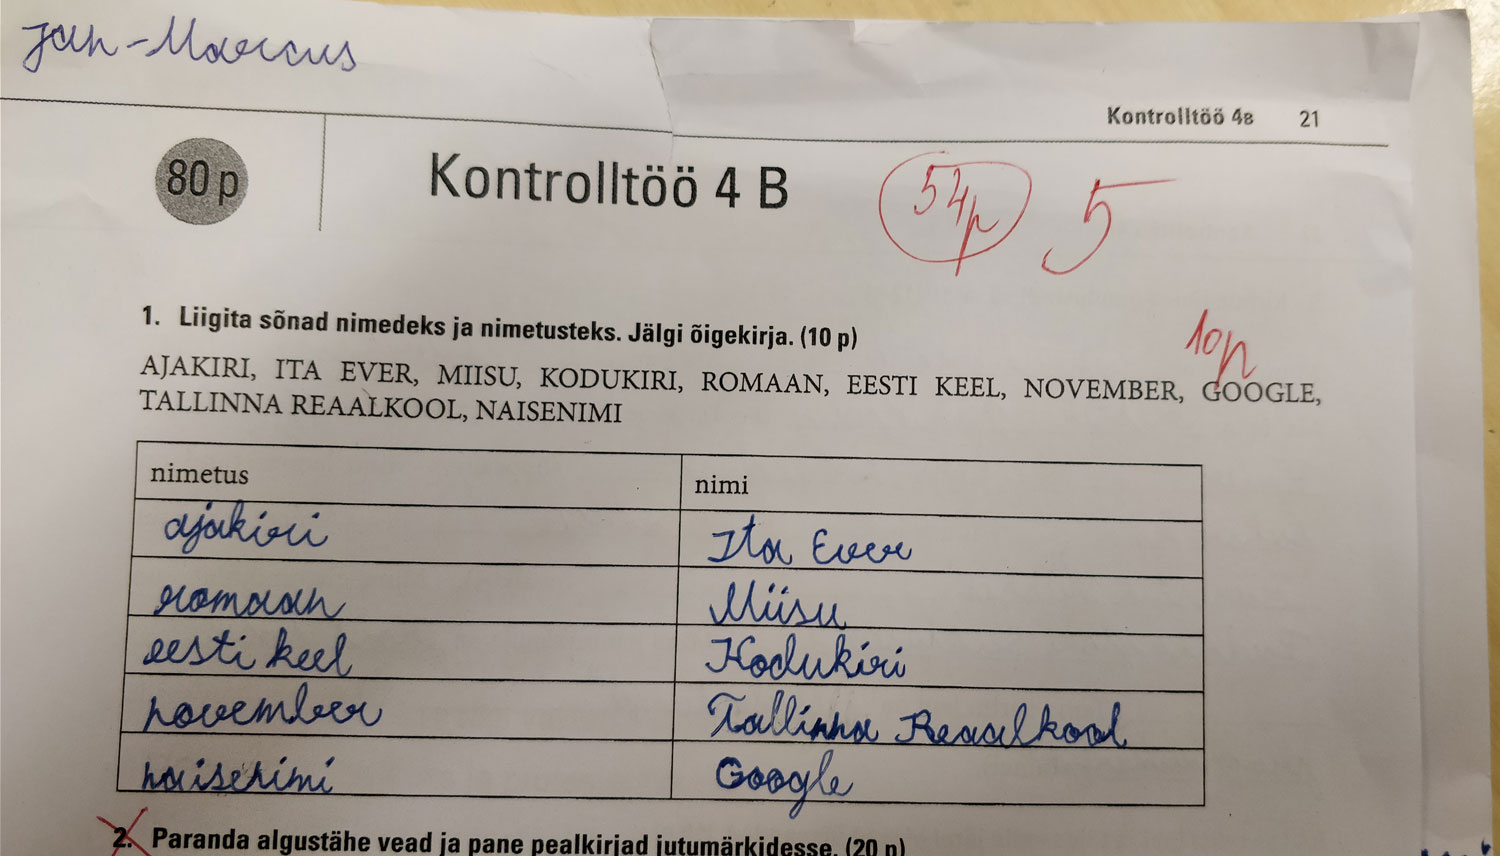 Jan-Marcus
Kontrolltöö 4B 21
80 p
Kontrolltöö 4 B
54p 5
1. Liigita sõnad nimedeks ja nimetusteks. Jälgi õigekirja. (10 p)
10p
AJAKIRI, ITA EVER, MIISU, KODUKIRI, ROMAAN, EESTI KEEL, NOVEMBER, GOOGLE,
TALLINNA REAALKOOL, NAISENIMI
nimetus nimi
ajakiri Ita Ever
romaan Miisu
eesti keel Kodukiri
november Tallinna Reaalkool
naisenimi Google
2. Paranda algustähe vead ja pane pealkirjad jutumärkidesse. (20 p)